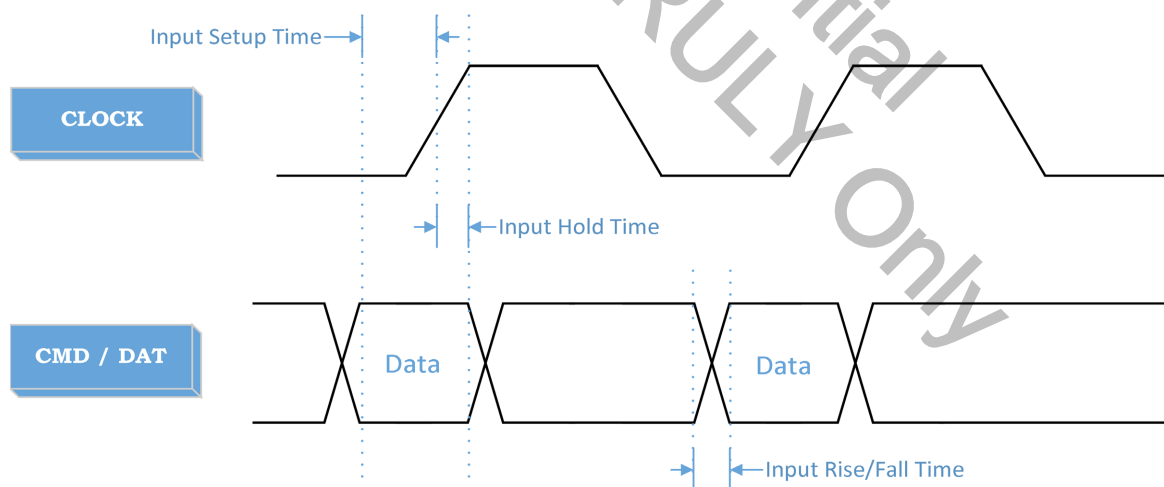 Input Setup Time
CLOCK
Input Hold Time
CMD / DAT
Data
Data
Input Rise/Fall Time
RULY Only